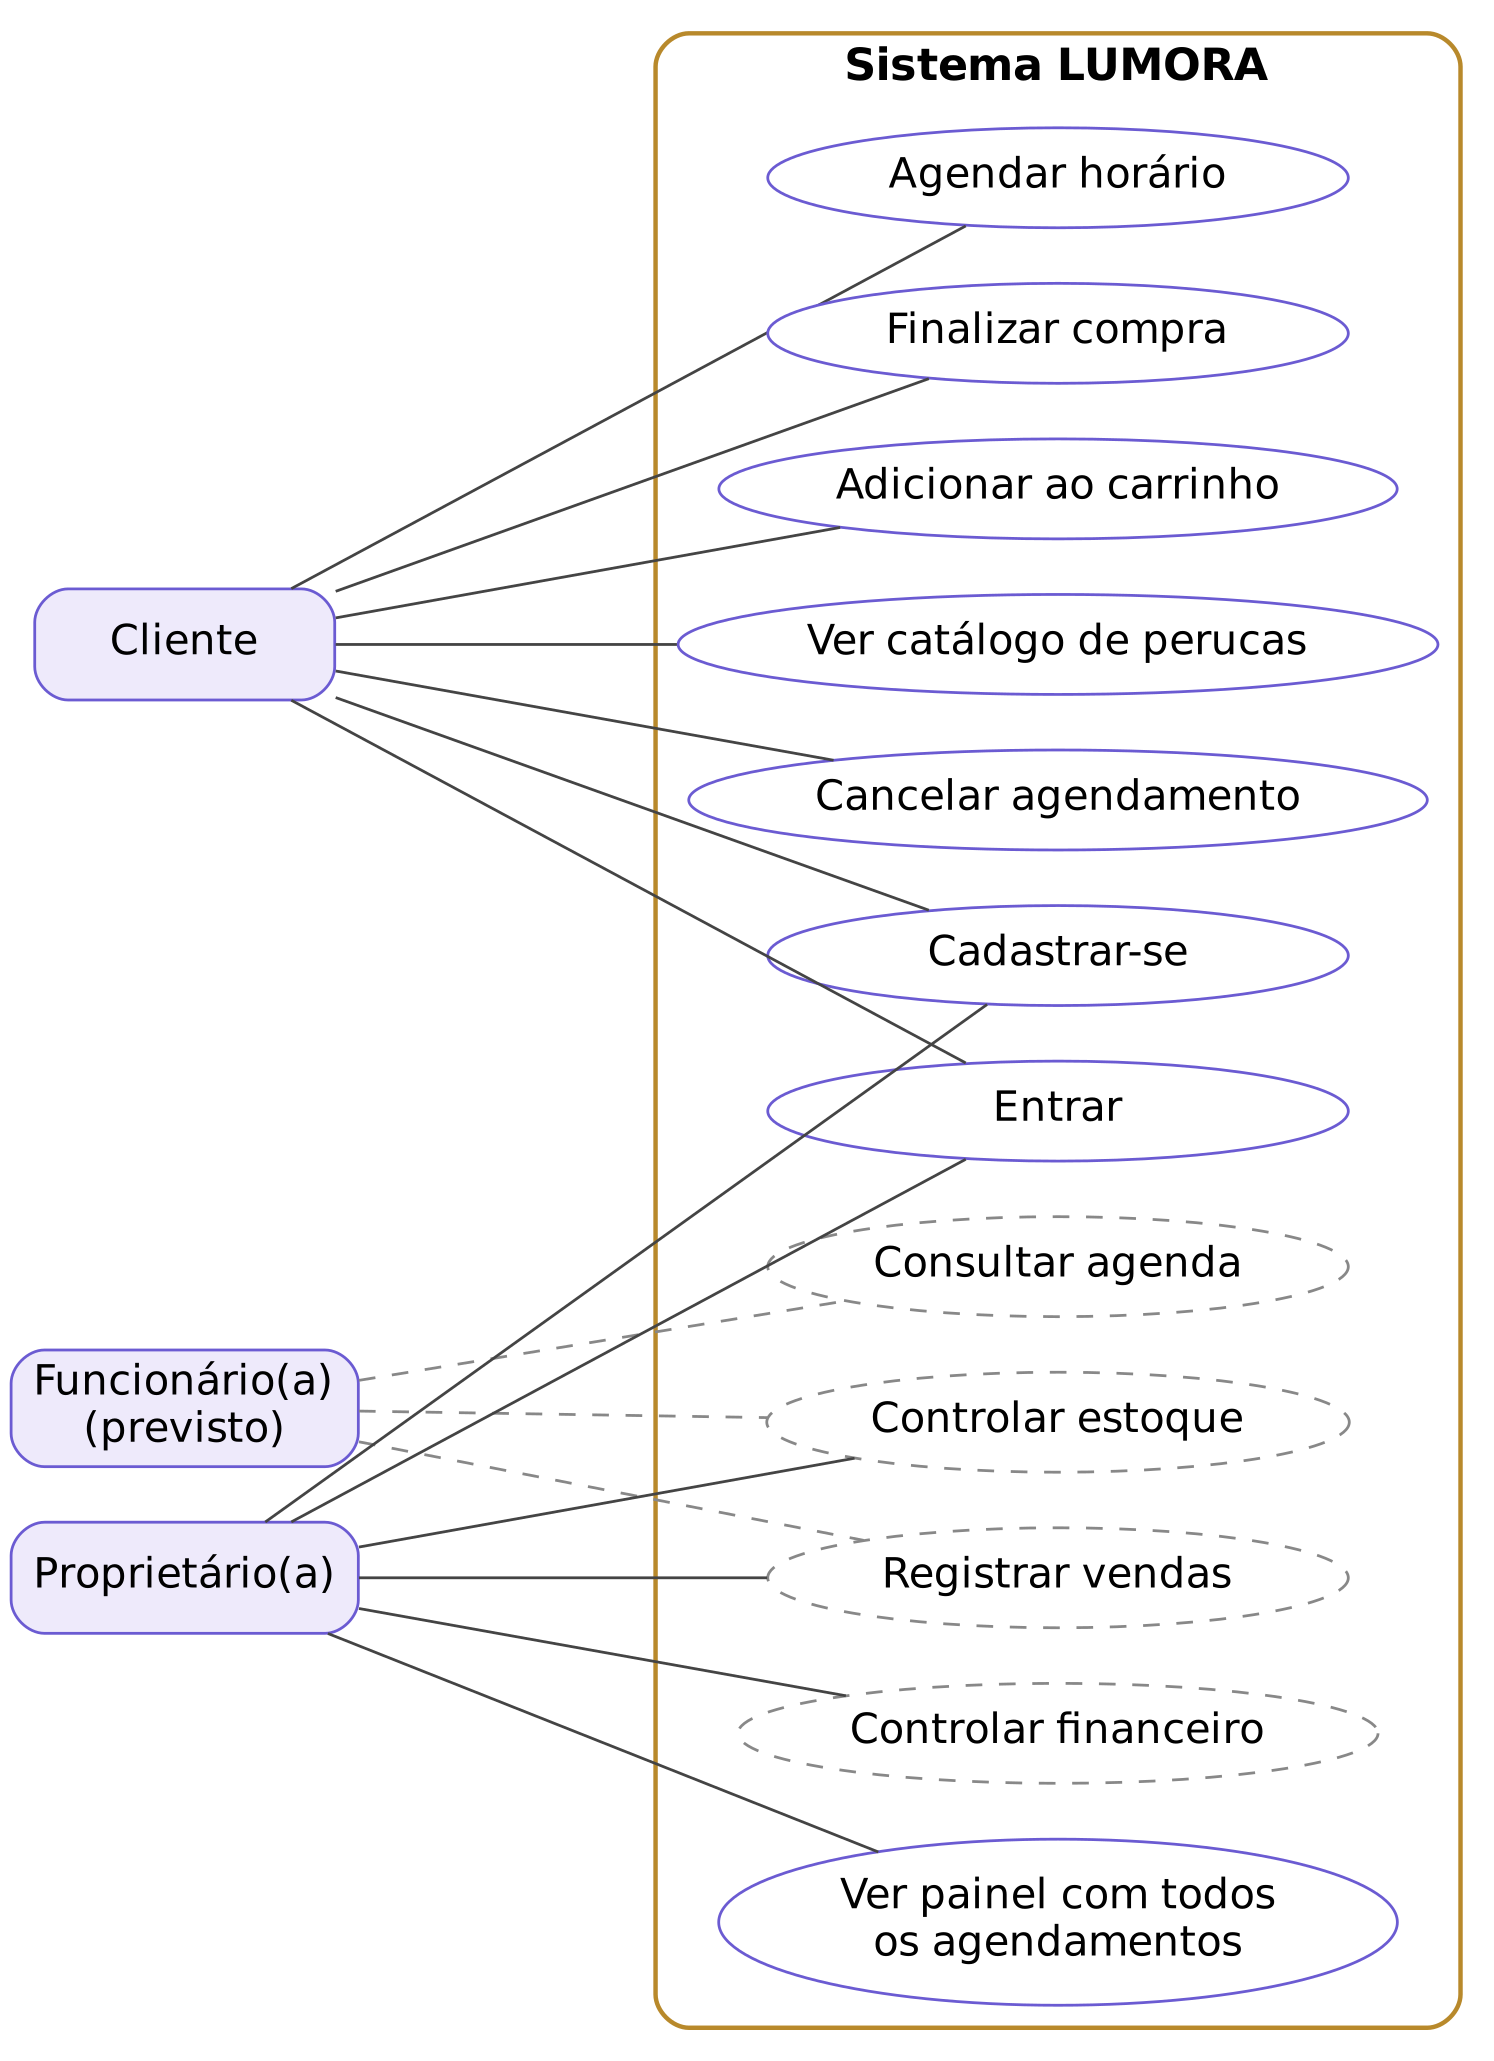 Sistema LUMORA
Agendar horário
Finalizar compra
Adicionar ao carrinho
Cliente
Ver catálogo de perucas
Cancelar agendamento
Cadastrar-se
Entrar
Consultar agenda
Funcionário(a)
(previsto)
Controlar estoque
Proprietário(a)
Registrar vendas
Controlar financeiro
Ver painel com todos
os agendamentos